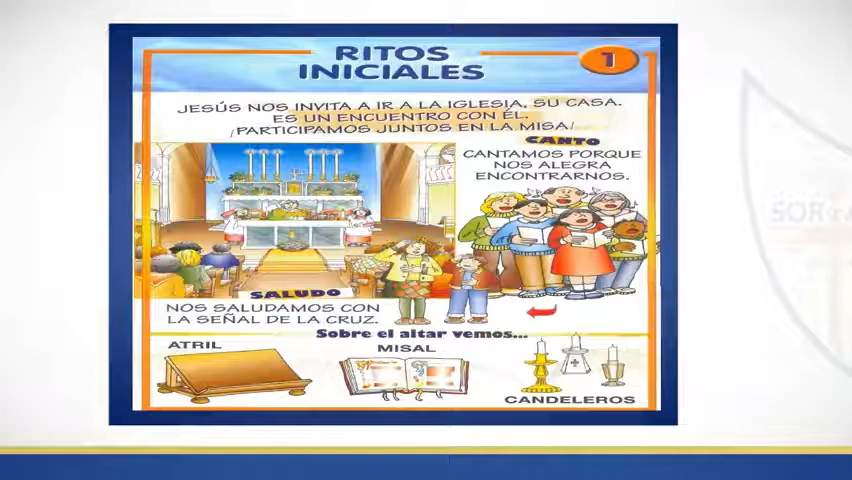 RITOS
INICIALES
1
JESÚS NOS INVITA A IR A LA IGLESIA, SU CASA.
ES UN ENCUENTRO CON ÉL.
¡PARTICIPAMOS JUNTOS EN LA MISA!
CANTO
CANTAMOS PORQUE
NOS ALEGRA
ENCONTRARNOS.
SALUDO
NOS SALUDAMOS CON
LA SEÑAL DE LA CRUZ.
Sobre el altar vemos...
ATRIL
MISAL
CANDELEROS
SOR